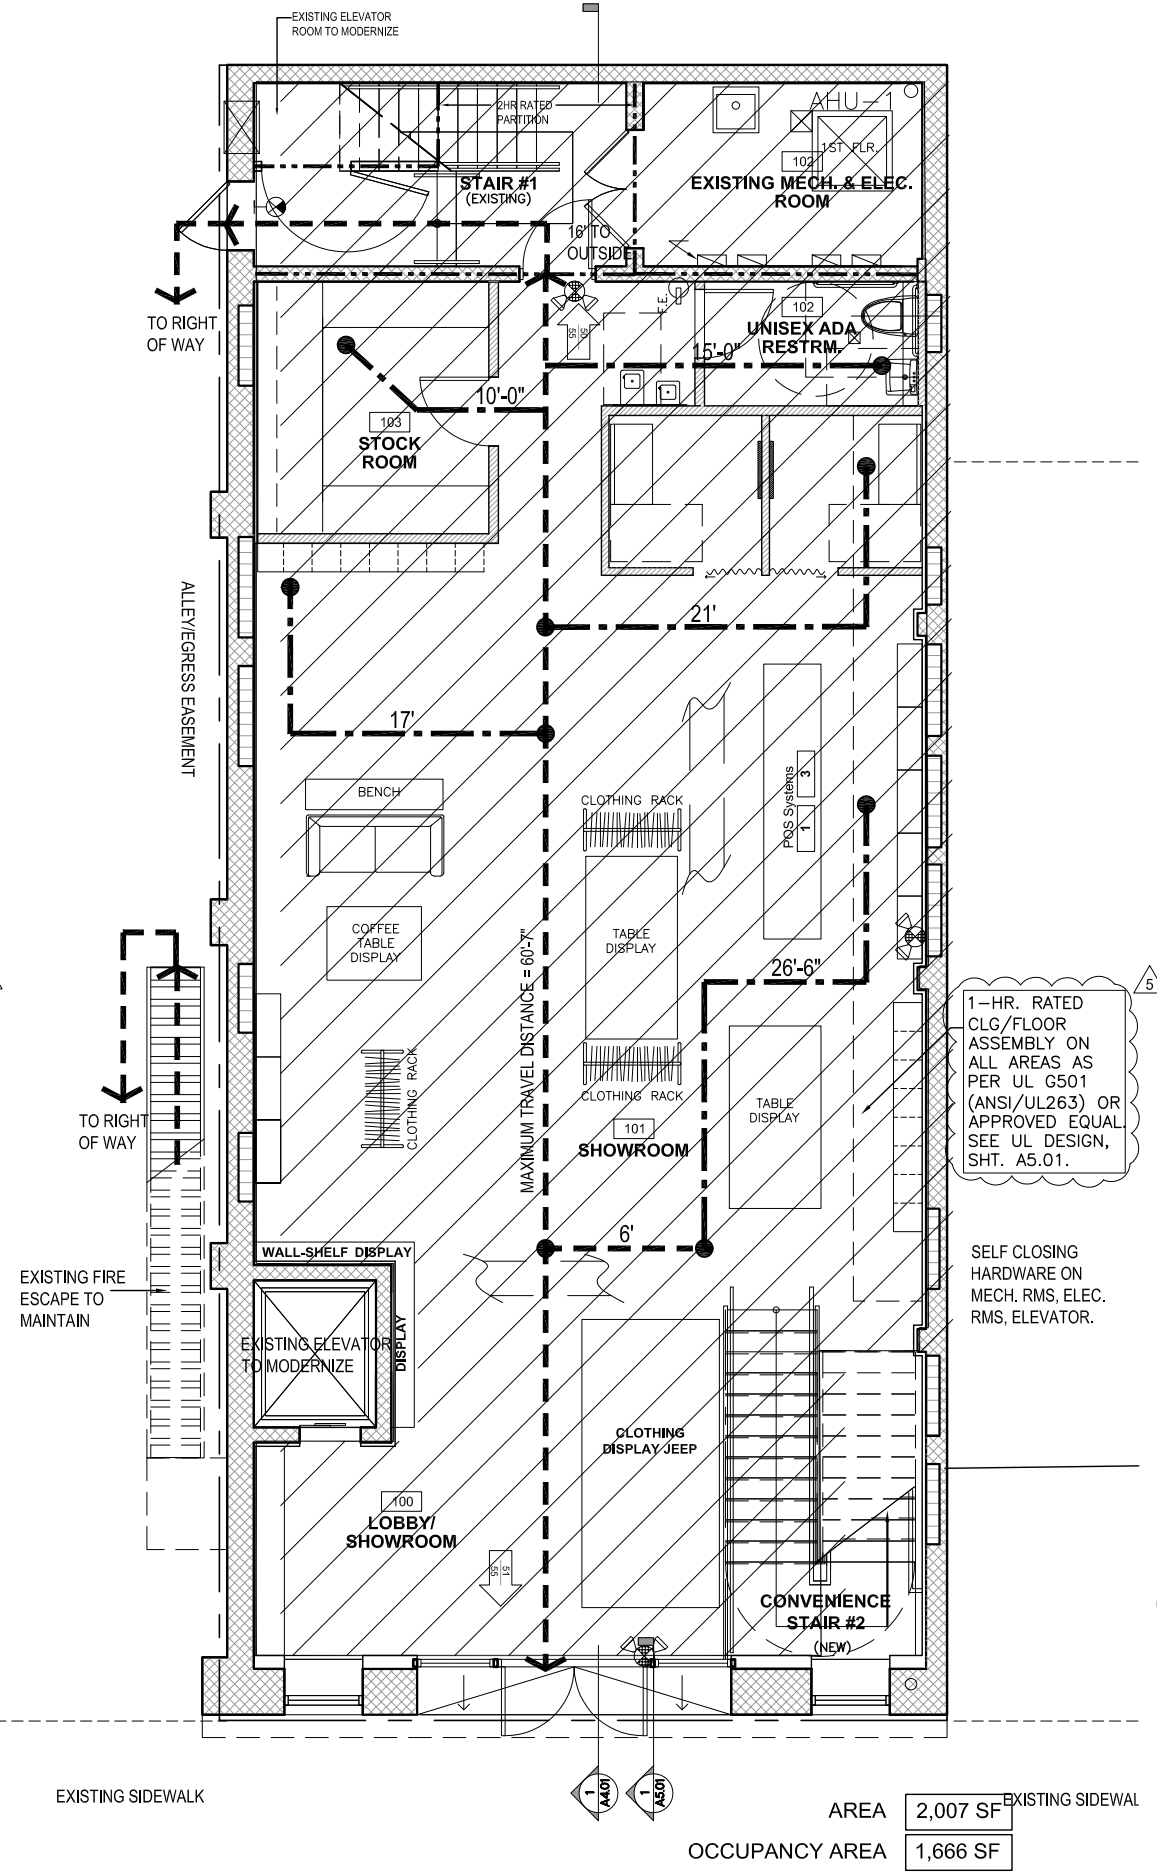 EXISTING ELEVATOR
ROOM TO MODERNIZE
2HR RATED
PARTITION
AHU-1
1ST FLR.
102
EXISTING MECH. & ELEC.
ROOM
STAIR #1
(EXISTING)
16' TO
OUTSIDE
TO RIGHT
OF WAY
F.E.
50
55
102
UNISEX ADA
RESTRM.
15'-0"
10'-0"
103
STOCK
ROOM
ALLEY/EGRESS EASEMENT
21'
17'
BENCH
CLOTHING RACK
POS Systems
1
3
COFFEE
TABLE
DISPLAY
TABLE
DISPLAY
26'-6"
MAXIMUM TRAVEL DISTANCE = 60'-7"
5
1-HR. RATED
CLG/FLOOR
ASSEMBLY ON
ALL AREAS AS
PER UL G501
(ANSI/UL263) OR
APPROVED EQUAL.
SEE UL DESIGN,
SHT. A5.01.
CLOTHING RACK
CLOTHING RACK
TABLE
DISPLAY
TO RIGHT
OF WAY
101
SHOWROOM
6'
WALL-SHELF DISPLAY
DISPLAY
EXISTING FIRE
ESCAPE TO
MAINTAIN
SELF CLOSING
HARDWARE ON
MECH. RMS, ELEC.
RMS, ELEVATOR.
EXISTING ELEVATOR
TO MODERNIZE
CLOTHING
DISPLAY JEEP
100
LOBBY/
SHOWROOM
51
55
CONVENIENCE
STAIR #2
(NEW)
1
A4.01
1
A5.01
EXISTING SIDEWALK
EXISTING SIDEWAL
AREA 2,007 SF
OCCUPANCY AREA 1,666 SF